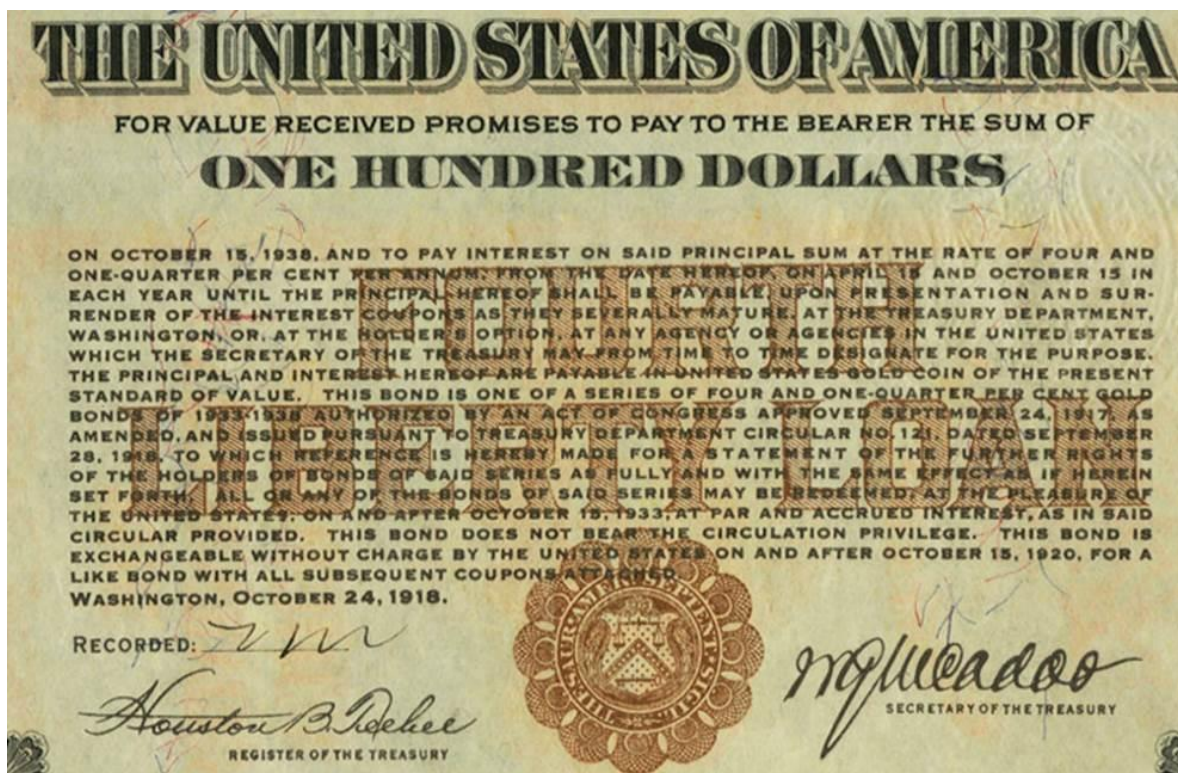 THE UNITED STATES OF AMERICA
FOR VALUE RECEIVED PROMISES TO PAY TO THE BEARER THE SUM OF
ONE HUNDRED DOLLARS
ON OCTOBER 15, 1938, AND TO PAY INTEREST ON SAID PRINCIPAL SUM AT THE RATE OF FOUR AND
ONE-QUARTER PER CENT PER ANNUM, FROM THE DATE HEREOF, ON APRIL 15 AND OCTOBER 15 IN
EACH YEAR UNTIL THE PRINCIPAL HEREOF SHALL BE PAYABLE, UPON PRESENTATION AND SUR-
RENDER OF THE INTEREST COUPONS AS THEY SEVERALLY MATURE, AT THE TREASURY DEPARTMENT,
WASHINGTON, OR, AT THE HOLDER'S OPTION, AT ANY AGENCY OR AGENCIES IN THE UNITED STATES
WHICH THE SECRETARY OF THE TREASURY MAY FROM TIME TO TIME DESIGNATE FOR THE PURPOSE.
THE PRINCIPAL AND INTEREST HEREOF ARE PAYABLE IN UNITED STATES GOLD COIN OF THE PRESENT
STANDARD OF VALUE. THIS BOND IS ONE OF A SERIES OF FOUR AND ONE-QUARTER PER CENT GOLD
BONDS OF 1933-1938 AUTHORIZED BY AN ACT OF CONGRESS APPROVED SEPTEMBER 24, 1917, AS
AMENDED, AND ISSUED PURSUANT TO TREASURY DEPARTMENT CIRCULAR NO. 121, DATED SEPTEMBER
28, 1918, TO WHICH REFERENCE IS HEREBY MADE FOR A STATEMENT OF THE FURTHER RIGHTS
OF THE HOLDERS OF BONDS OF SAID SERIES AS FULLY AND WITH THE SAME EFFECT AS IF HEREIN
SET FORTH. ALL OR ANY OF THE BONDS OF SAID SERIES MAY BE REDEEMED, AT THE PLEASURE OF
THE UNITED STATES, ON AND AFTER OCTOBER 15, 1933, AT PAR AND ACCRUED INTEREST, AS IN SAID
CIRCULAR PROVIDED. THIS BOND DOES NOT BEAR THE CIRCULATION PRIVILEGE. THIS BOND IS
EXCHANGEABLE WITHOUT CHARGE BY THE UNITED STATES ON AND AFTER OCTOBER 15, 1920, FOR A
LIKE BOND WITH ALL SUBSEQUENT COUPONS ATTACHED.
WASHINGTON, OCTOBER 24, 1918.
FOURTH
LIBERTY LOAN
RECORDED:
THESAUR. AMER. SEPTENT. SIGIL.
Houston B. Teehee
REGISTER OF THE TREASURY
W G McAdoo
SECRETARY OF THE TREASURY